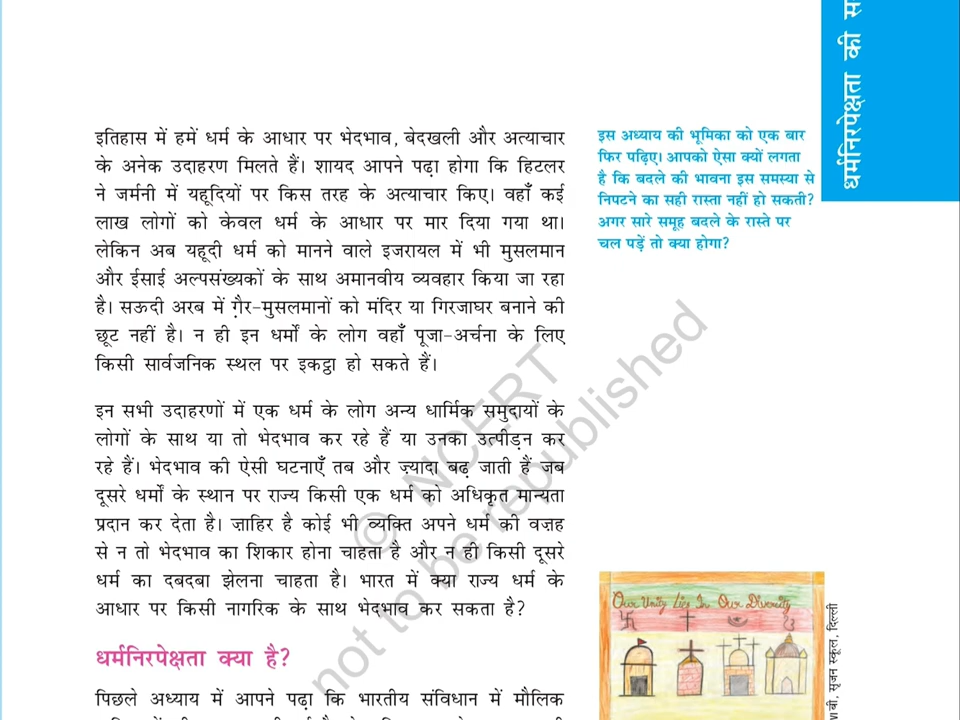 धर्मनिरपेक्षता की
इतिहास में हमें धर्म के आधार पर भेदभाव, बेदखली और अत्याचार
के अनेक उदाहरण मिलते हैं। शायद आपने पढ़ा होगा कि हिटलर
ने जर्मनी में यहूदियों पर किस तरह के अत्याचार किए। वहाँ कई
लाख लोगों को केवल धर्म के आधार पर मार दिया गया था।
लेकिन अब यहूदी धर्म को मानने वाले इजरायल में भी मुसलमान
और ईसाई अल्पसंख्यकों के साथ अमानवीय व्यवहार किया जा रहा
है। सऊदी अरब में ग़ैर-मुसलमानों को मंदिर या गिरजाघर बनाने की
छूट नहीं है। न ही इन धर्मों के लोग वहाँ पूजा-अर्चना के लिए
किसी सार्वजनिक स्थल पर इकट्ठा हो सकते हैं।
इन सभी उदाहरणों में एक धर्म के लोग अन्य धार्मिक समुदायों के
लोगों के साथ या तो भेदभाव कर रहे हैं या उनका उत्पीड़न कर
रहे हैं। भेदभाव की ऐसी घटनाएँ तब और ज़्यादा बढ़ जाती हैं जब
दूसरे धर्मों के स्थान पर राज्य किसी एक धर्म को अधिकृत मान्यता
प्रदान कर देता है। ज़ाहिर है कोई भी व्यक्ति अपने धर्म की वज़ह
से न तो भेदभाव का शिकार होना चाहता है और न ही किसी दूसरे
धर्म का दबदबा झेलना चाहता है। भारत में क्या राज्य धर्म के
आधार पर किसी नागरिक के साथ भेदभाव कर सकता है?
धर्मनिरपेक्षता क्या है?
पिछले अध्याय में आपने पढ़ा कि भारतीय संविधान में मौलिक
इस अध्याय की भूमिका को एक बार
फिर पढ़िए। आपको ऐसा क्यों लगता
है कि बदले की भावना इस समस्या से
निपटने का सही रास्ता नहीं हो सकती?
अगर सारे समूह बदले के रास्ते पर
चल पड़ें तो क्या होगा?
Our Unity Lies In Our Diversity
VI बी, सृजन स्कूल, दिल्ली
© NCERT
not to be republished